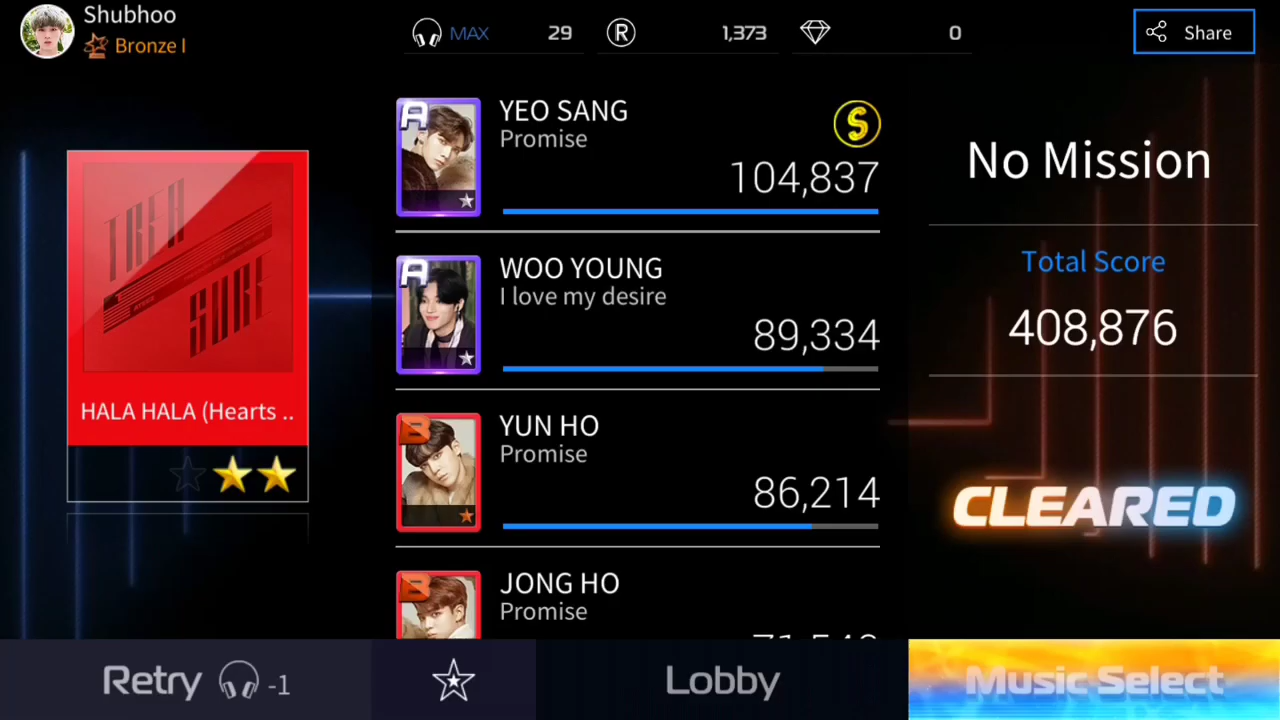 Shubhoo
Bronze I
MAX 29
R 1,373
0
Share
TREA
SURE
HALA HALA (Hearts ..
A
YEO SANG
Promise
S
104,837
A
WOO YOUNG
I love my desire
89,334
B
YUN HO
Promise
86,214
B
JONG HO
Promise
No Mission
Total Score
408,876
CLEARED
Retry -1
Lobby
Music Select